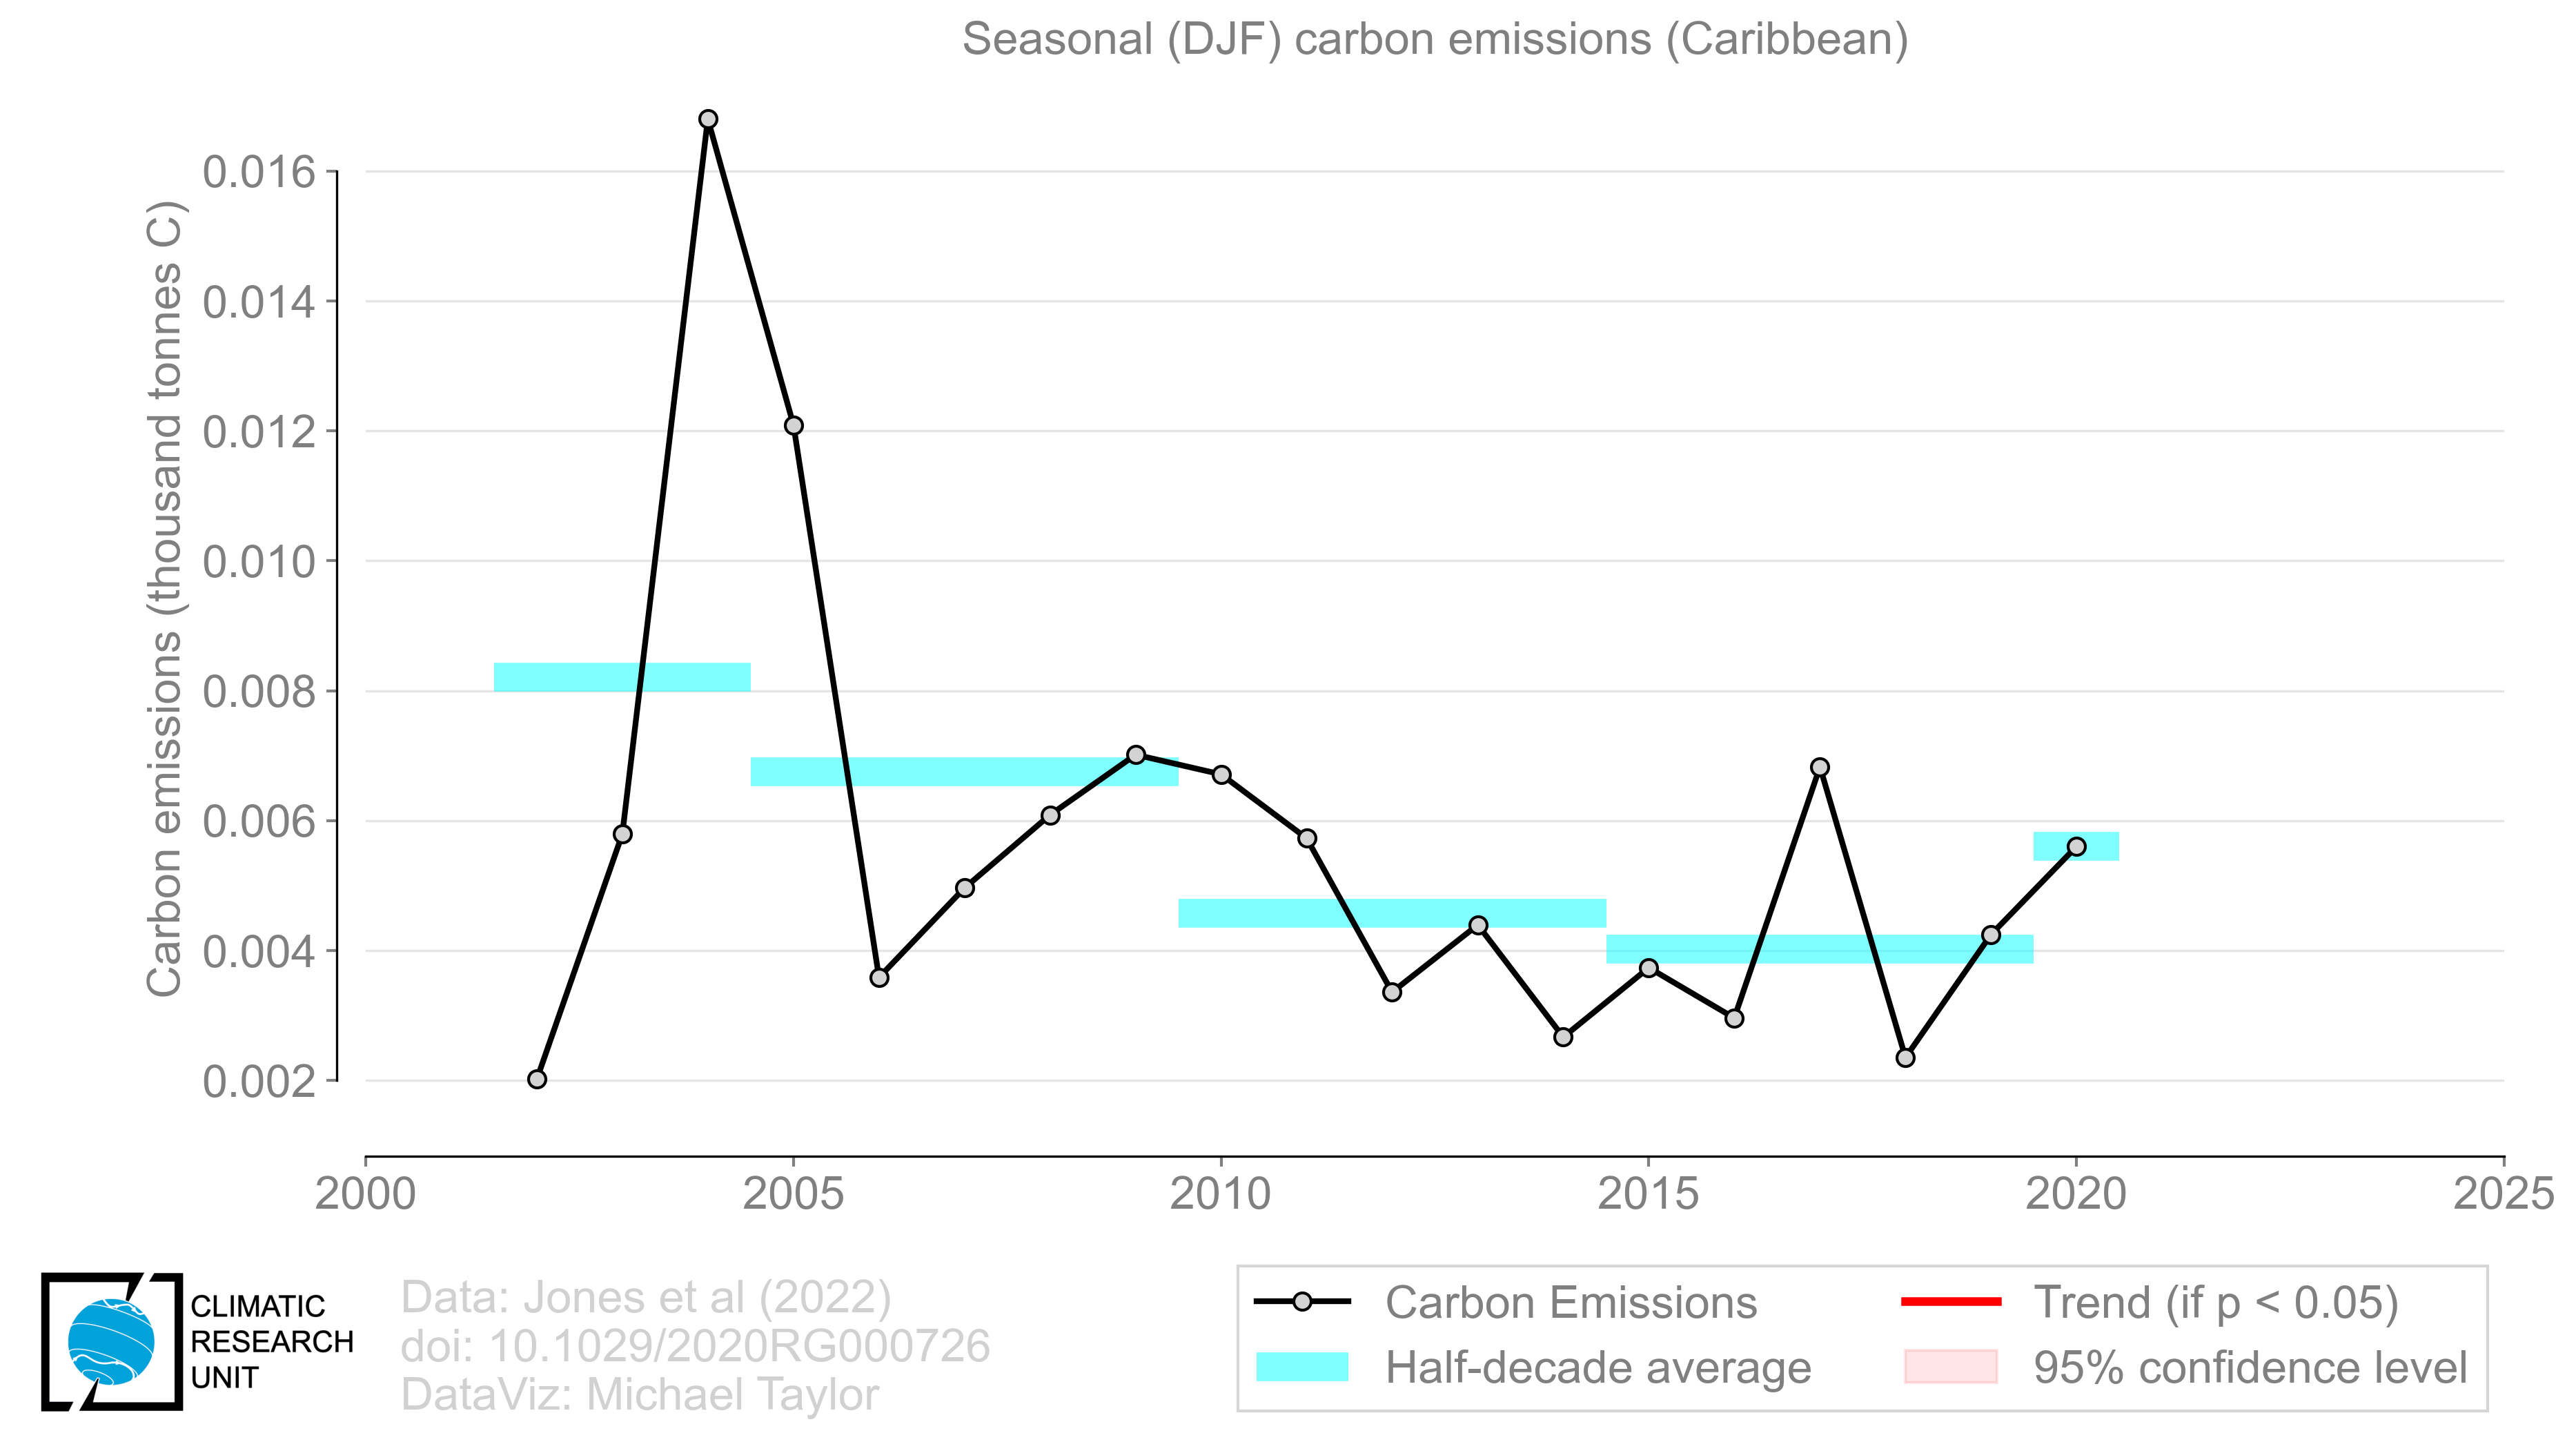 Seasonal (DJF) carbon emissions (Caribbean)
Carbon emissions (thousand tonnes C)
0.016
0.014
0.012
0.010
0.008
0.006
0.004
0.002
2000 2005 2010 2015 2020 2025
CLIMATIC
RESEARCH
UNIT
Data: Jones et al (2022)
doi: 10.1029/2020RG000726
DataViz: Michael Taylor
Carbon Emissions
Half-decade average
Trend (if p < 0.05)
95% confidence level